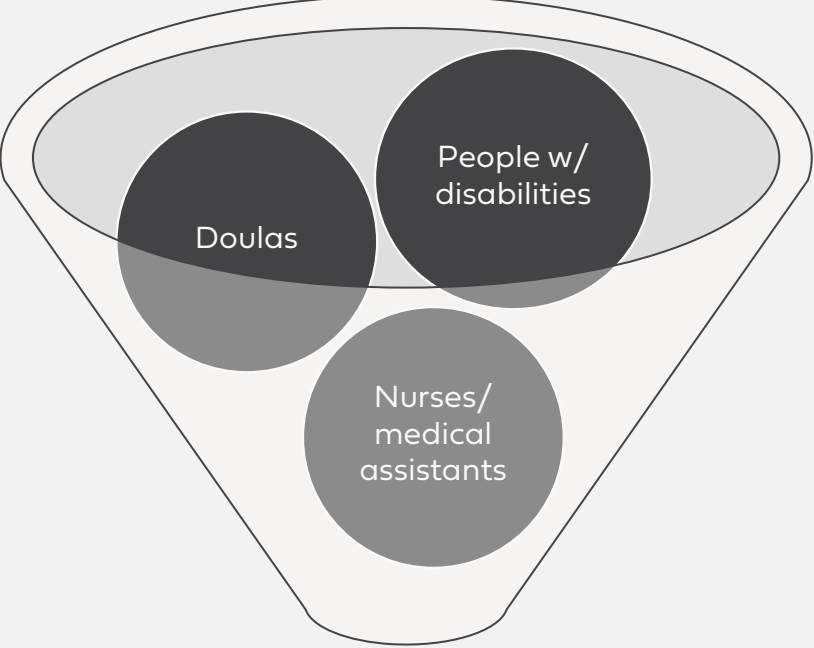 People w/
disabilities
Doulas
Nurses/
medical
assistants